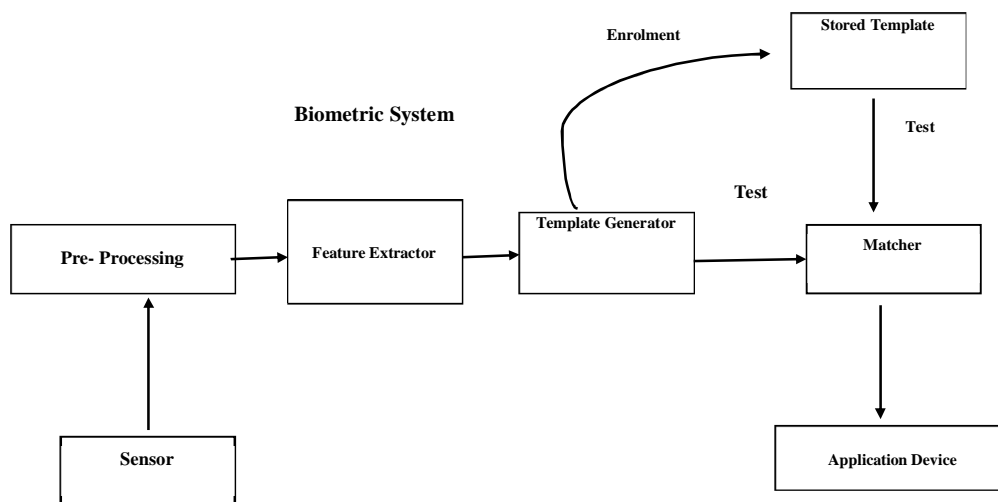 Stored Template
Enrolment
Biometric System
Test
Test
Template Generator
Pre- Processing
Feature Extractor
Matcher
Sensor
Application Device